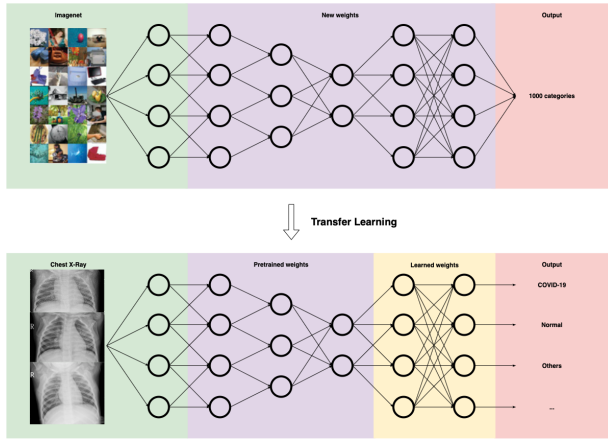 Imagenet
New weights
Output
1000 categories
Transfer Learning
Chest X-Ray
Pretrained weights
Learned weights
Output
COVID-19
Normal
Others
...
R
R